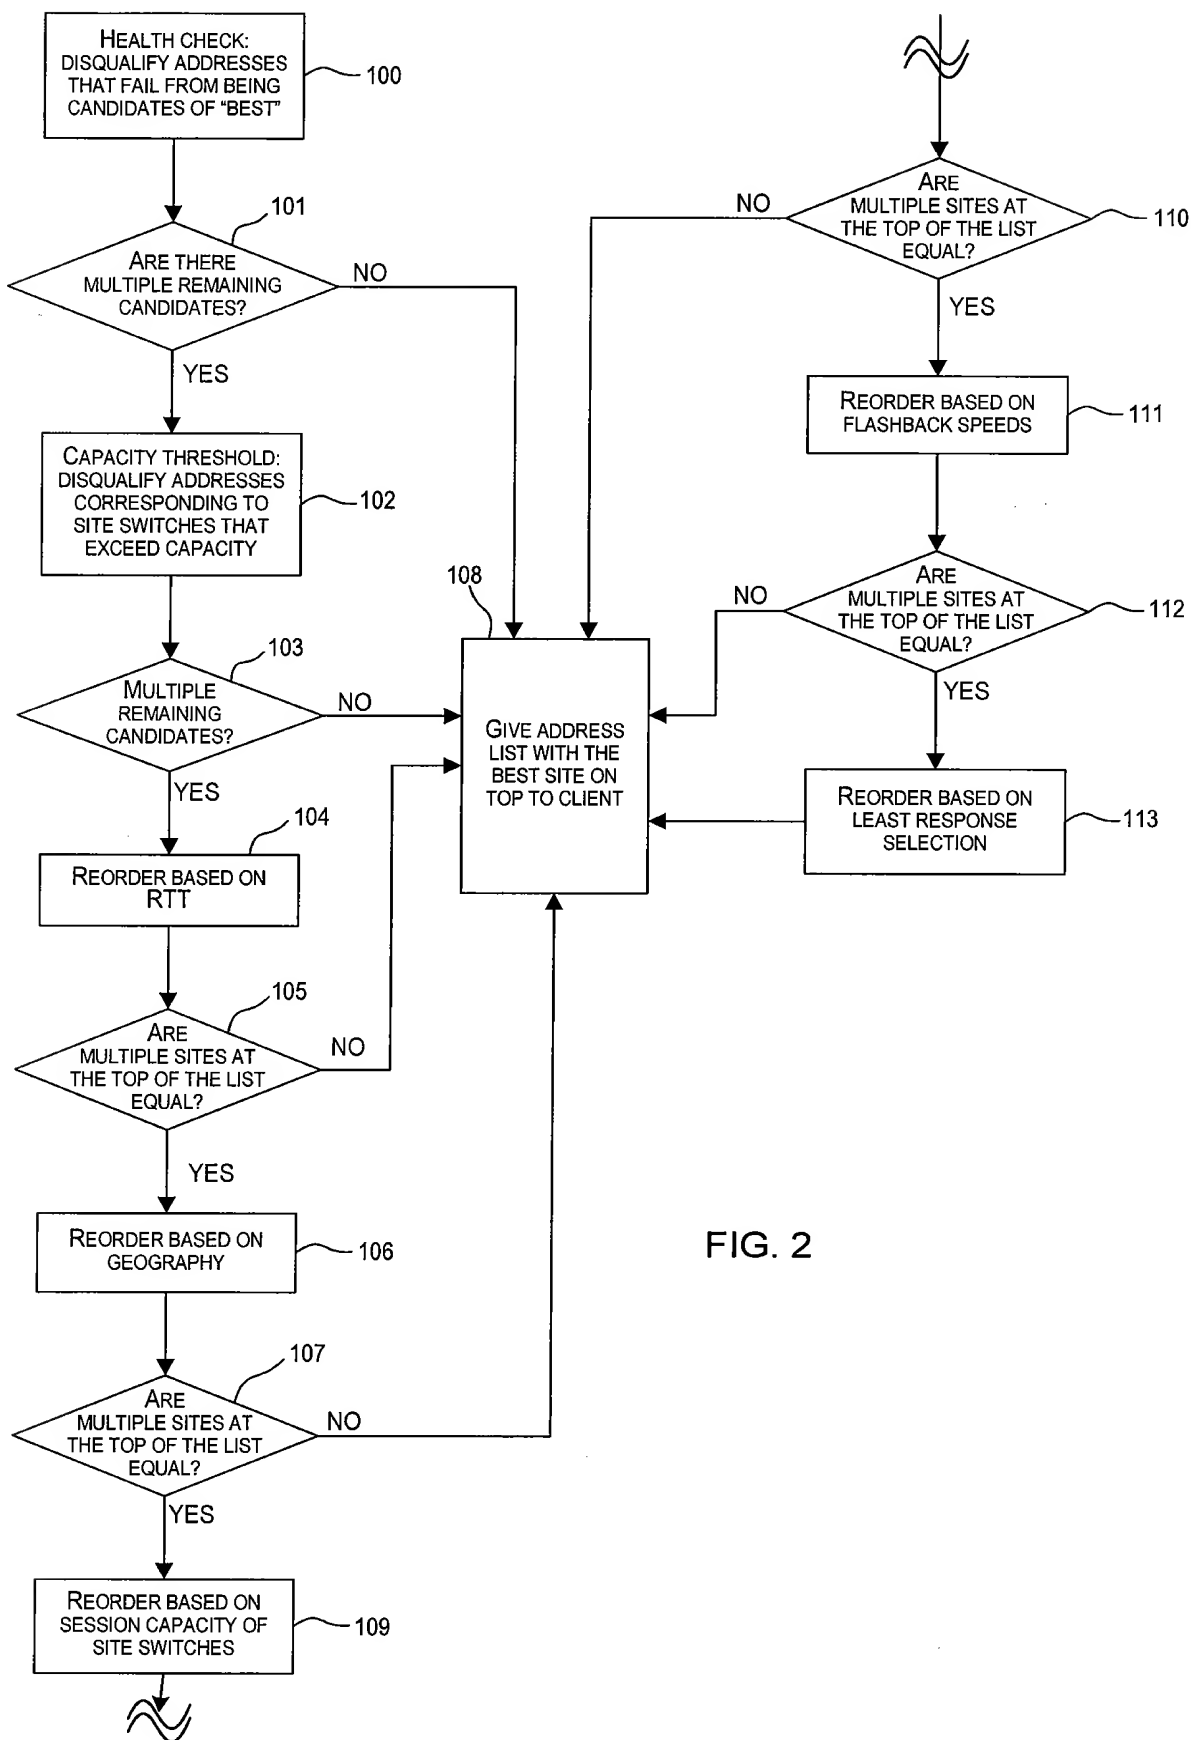 HEALTH CHECK:
DISQUALIFY ADDRESSES
THAT FAIL FROM BEING
CANDIDATES OF "BEST"
100
101
ARE THERE
MULTIPLE REMAINING
CANDIDATES?
NO
YES
CAPACITY THRESHOLD:
DISQUALIFY ADDRESSES
CORRESPONDING TO
SITE SWITCHES THAT
EXCEED CAPACITY
102
103
MULTIPLE
REMAINING
CANDIDATES?
NO
YES
104
REORDER BASED ON
RTT
105
ARE
MULTIPLE SITES AT
THE TOP OF THE LIST
EQUAL?
NO
YES
REORDER BASED ON
GEOGRAPHY
106
107
ARE
MULTIPLE SITES AT
THE TOP OF THE LIST
EQUAL?
NO
YES
REORDER BASED ON
SESSION CAPACITY OF
SITE SWITCHES
109
108
GIVE ADDRESS
LIST WITH THE
BEST SITE ON
TOP TO CLIENT
ARE
MULTIPLE SITES AT
THE TOP OF THE LIST
EQUAL?
110
NO
YES
REORDER BASED ON
FLASHBACK SPEEDS
111
ARE
MULTIPLE SITES AT
THE TOP OF THE LIST
EQUAL?
112
NO
YES
REORDER BASED ON
LEAST RESPONSE
SELECTION
113
FIG. 2